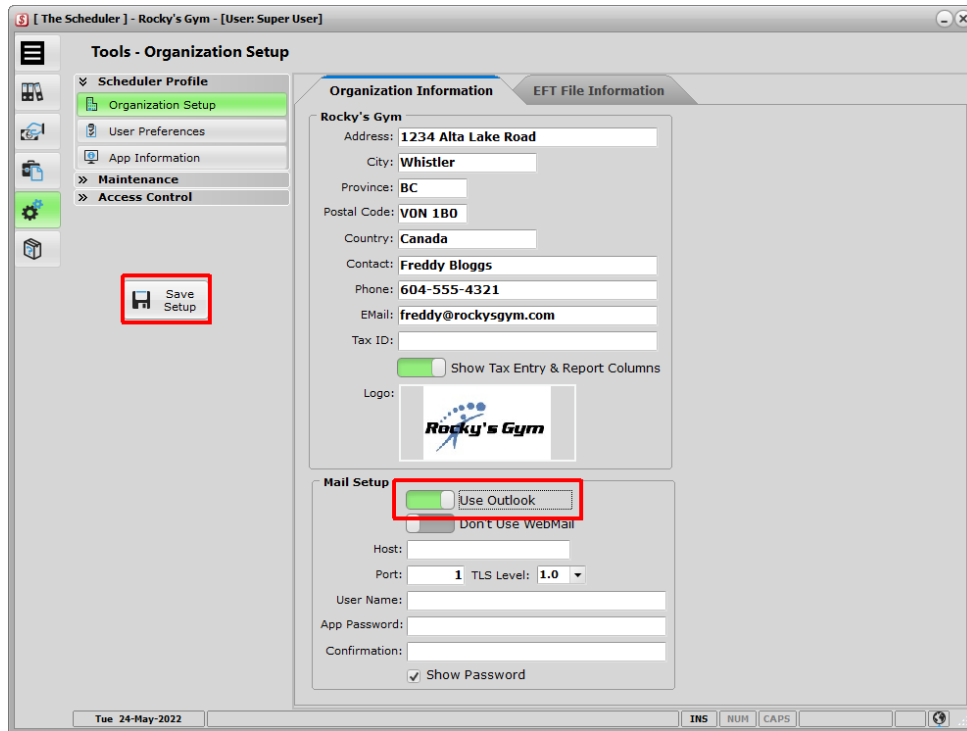 [ The Scheduler ] - Rocky's Gym - [User: Super User]
Tools - Organization Setup
Scheduler Profile
Organization Setup
User Preferences
App Information
Maintenance
Access Control
Save
Setup
Organization Information
EFT File Information
Rocky's Gym
Address: 1234 Alta Lake Road
City: Whistler
Province: BC
Postal Code: V0N 1B0
Country: Canada
Contact: Freddy Bloggs
Phone: 604-555-4321
EMail: freddy@rockysgym.com
Tax ID:
Show Tax Entry & Report Columns
Logo:
Rocky's Gym
Mail Setup
Use Outlook
Don't Use WebMail
Host:
Port: 1 TLS Level: 1.0
User Name:
App Password:
Confirmation:
Show Password
Tue 24-May-2022
INS NUM CAPS